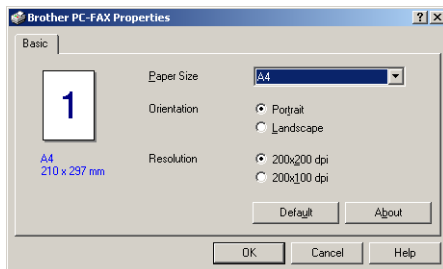 Brother PC-FAX Properties
Basic
1
A4
210 x 297 mm
Paper Size
A4
Orientation
Portrait
Landscape
Resolution
200x200 dpi
200x100 dpi
Default
About
OK
Cancel
Help